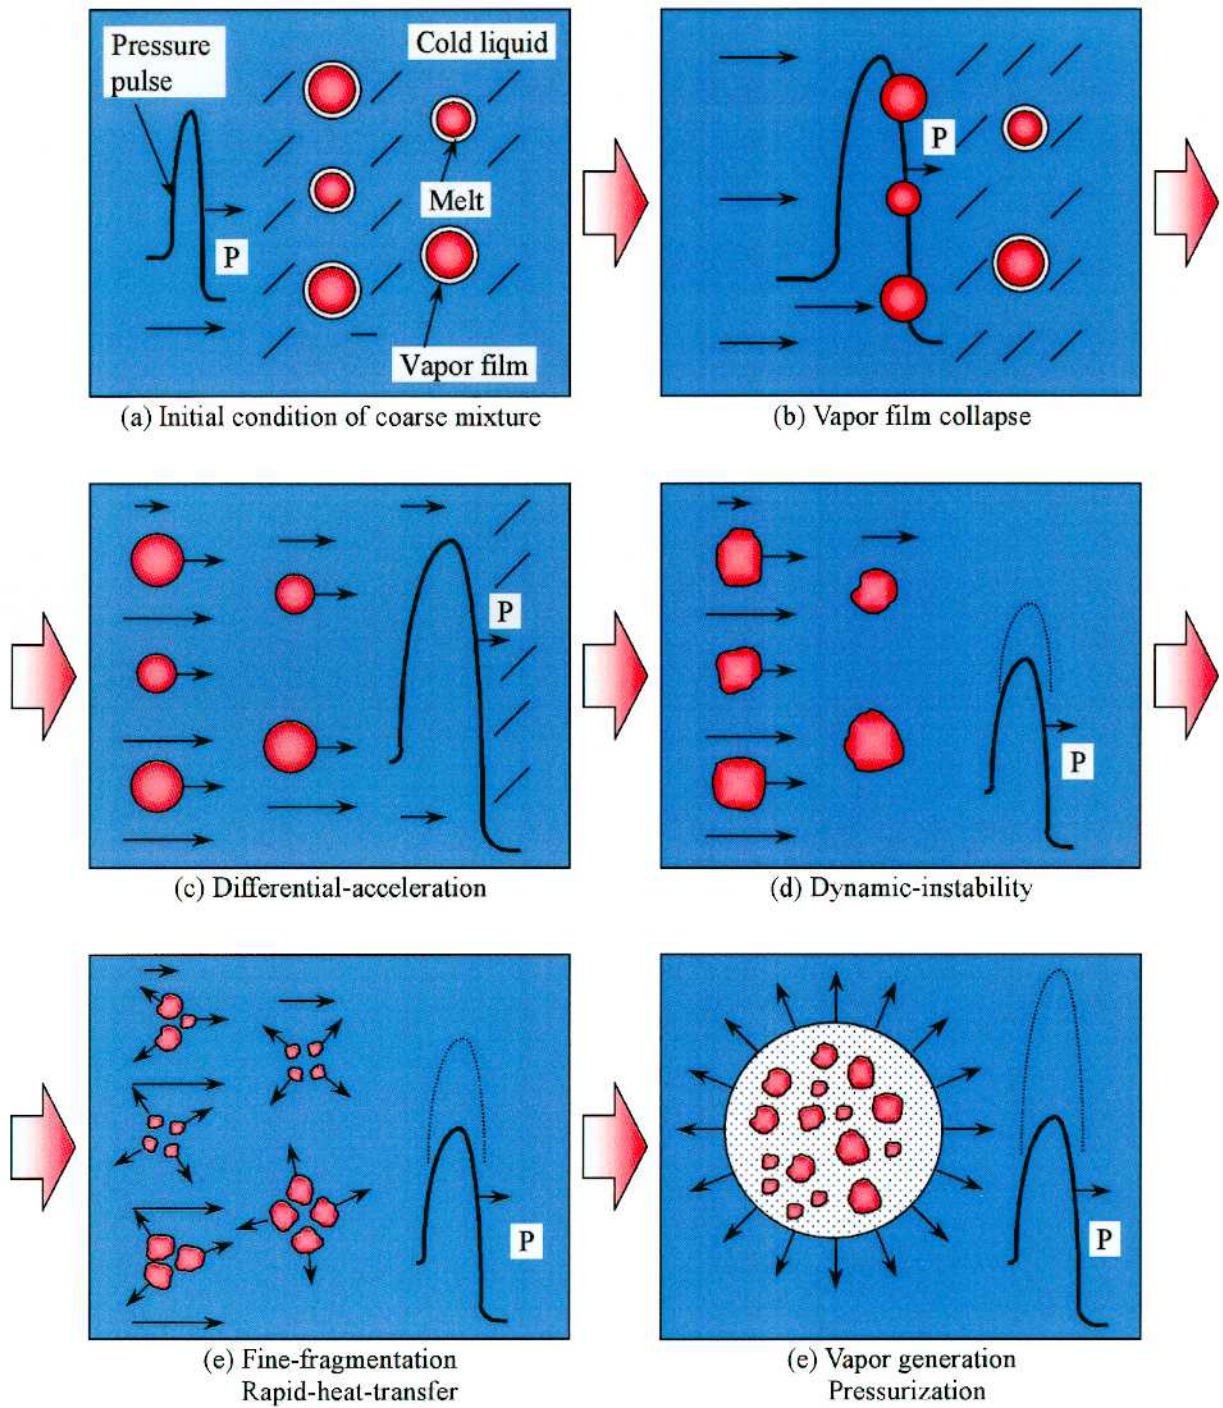 Pressure
pulse
Cold liquid
P
Melt
Vapor film
(a) Initial condition of coarse mixture
P
(b) Vapor film collapse
P
(c) Differential-acceleration
P
(d) Dynamic-instability
P
(e) Fine-fragmentation
Rapid-heat-transfer
P
(e) Vapor generation
Pressurization